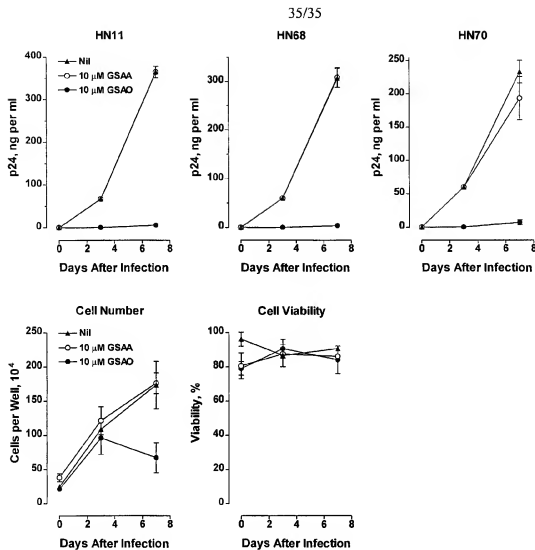 35/35
HN11
HN68
HN70
Nil
10 µM GSAA
10 µM GSAO
p24, ng per ml
400
300
200
100
0
0 2 4 6 8
Days After Infection
p24, ng per ml
300
200
100
0
0 2 4 6 8
Days After Infection
p24, ng per ml
250
200
150
100
50
0
0 2 4 6 8
Days After Infection
Cell Number
Cell Viability
Nil
10 µM GSAA
10 µM GSAO
Cells per Well, 10⁴
250
200
150
100
50
0
0 2 4 6 8
Days After Infection
Viability, %
100
80
60
40
20
0
0 2 4 6 8
Days After Infection